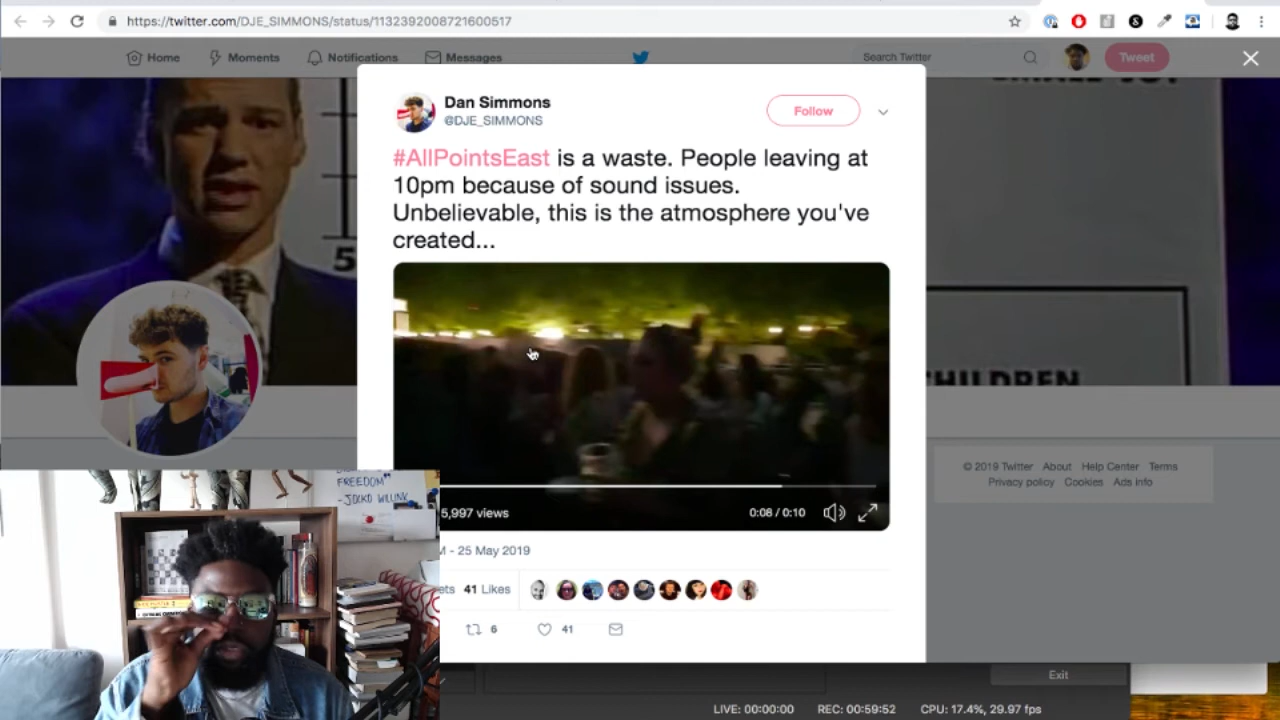 https://twitter.com/DJE_SIMMONS/status/1132392008721600517
Home
Moments
Notifications
Messages
Search Twitter
Tweet
Dan Simmons
@DJE_SIMMONS
Follow
#AllPointsEast is a waste. People leaving at
10pm because of sound issues.
Unbelievable, this is the atmosphere you've
created...
5
CHILDREN
5,997 views
0:08 / 0:10
- 25 May 2019
41 Likes
6
41
© 2019 Twitter About Help Center Terms
Privacy policy Cookies Ads info
FREEDOM"
- JOCKO WILLINK
Exit
LIVE: 00:00:00
REC: 00:59:52
CPU: 17.4%, 29.97 fps